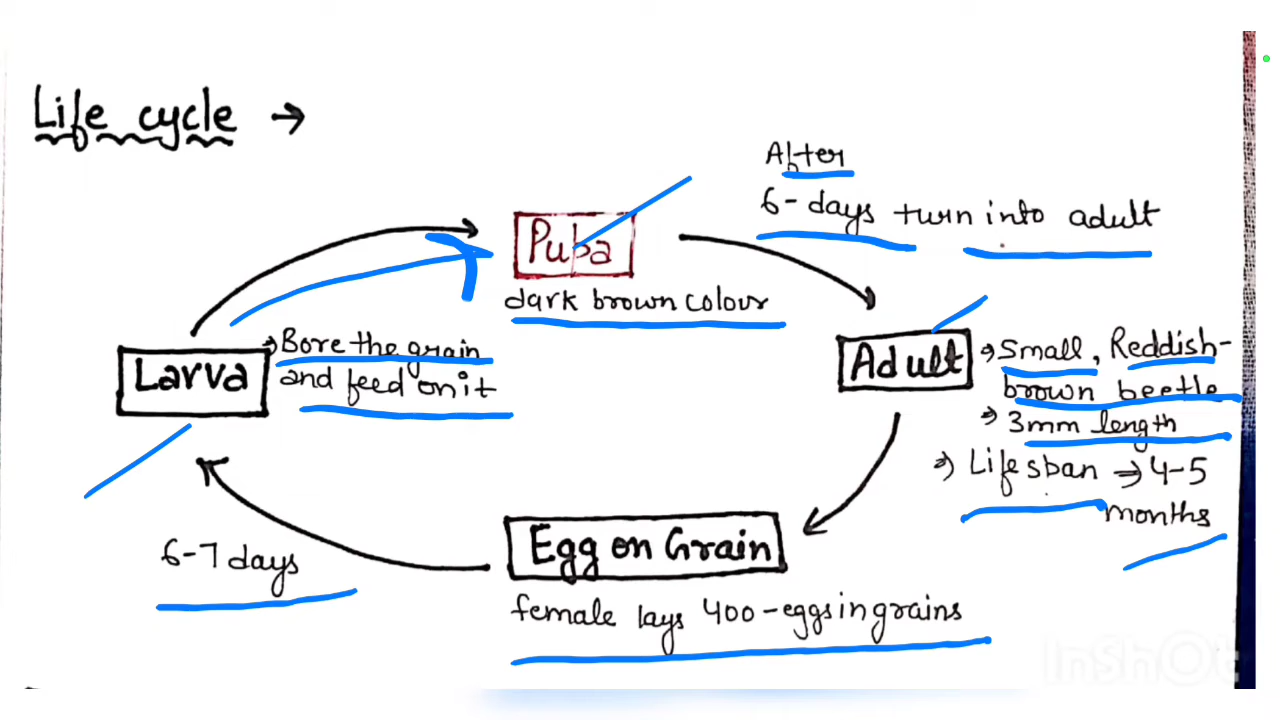 Life cycle →
After
6-days turn into adult
Pupa
dark brown colour
→ Bore the grain
and feed on it
Larva
Adult
→ Small, Reddish-
brown beetle
→ 3mm length
→ Lifespan → 4-5
months
Egg on Grain
6-7 days
female lays 400-eggs in grains
InShOt